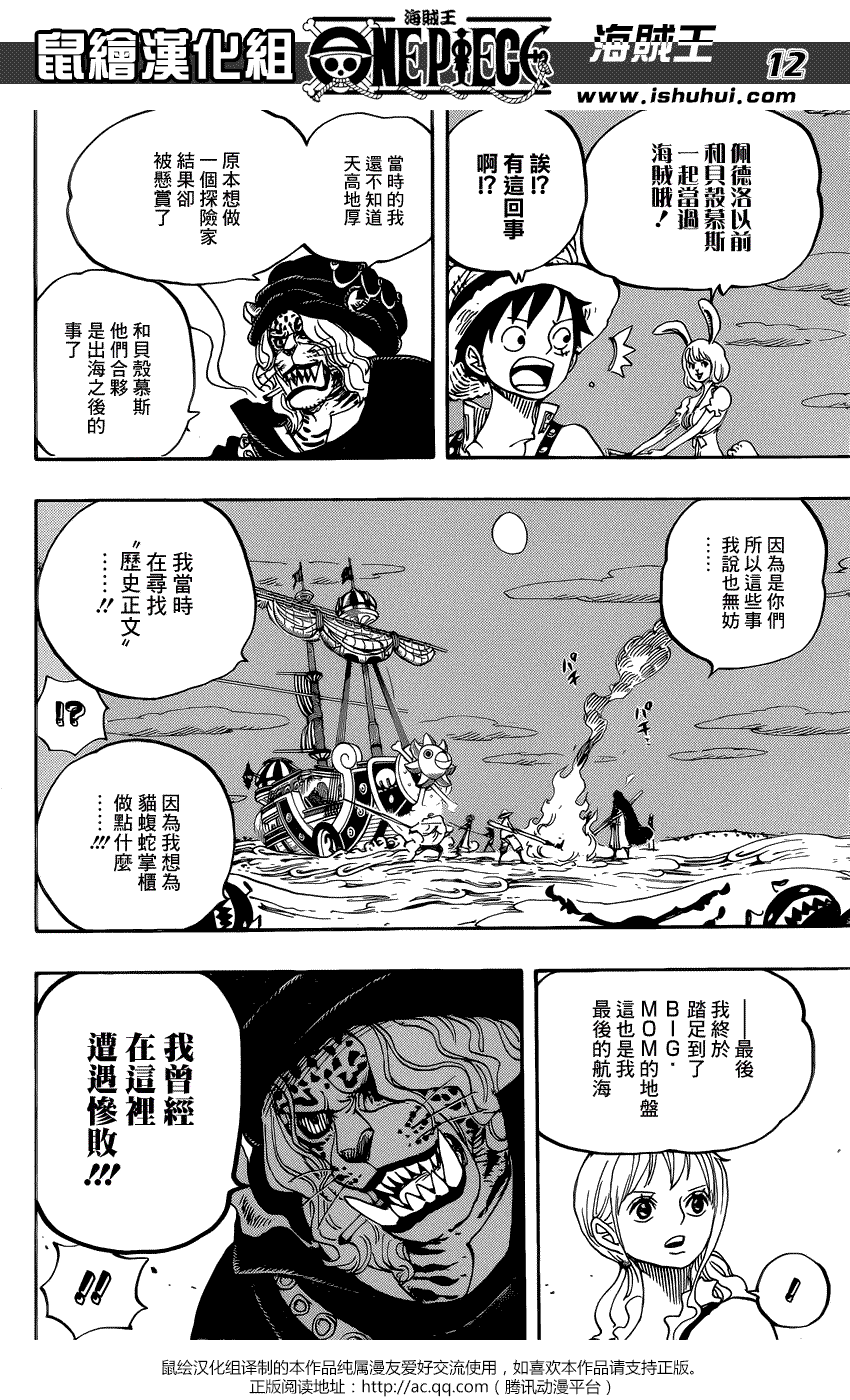 鼠繪漢化組
海賊王
ONE PIECE
海賊王
www.ishuhui.com
12
佩德洛以前
和貝殼慕斯
一起當過
海賊哦！
誒!?
有這回事
啊!?
當時的我
還不知道
天高地厚
原本想做
一個探險家
結果卻
被懸賞了
和貝殼慕斯
他們合夥
是出海之後的
事了
因為是你們
所以這些事
我說也無妨
……
パチ
パチ
我當時
在尋找
“歷史正文”
……!!
!?
因為我想為
貓蝮蛇掌櫃
做點什麼
……!!!
——最後
我終於
踏足到了
BIG·
MOM的地盤
這也是我
最後的航海
!
我曾經
在這裡
遭遇慘敗!!!
!!
鼠绘汉化组译制的本作品纯属漫友爱好交流使用，如喜欢本作品请支持正版。
正版阅读地址：http://ac.qq.com（腾讯动漫平台）